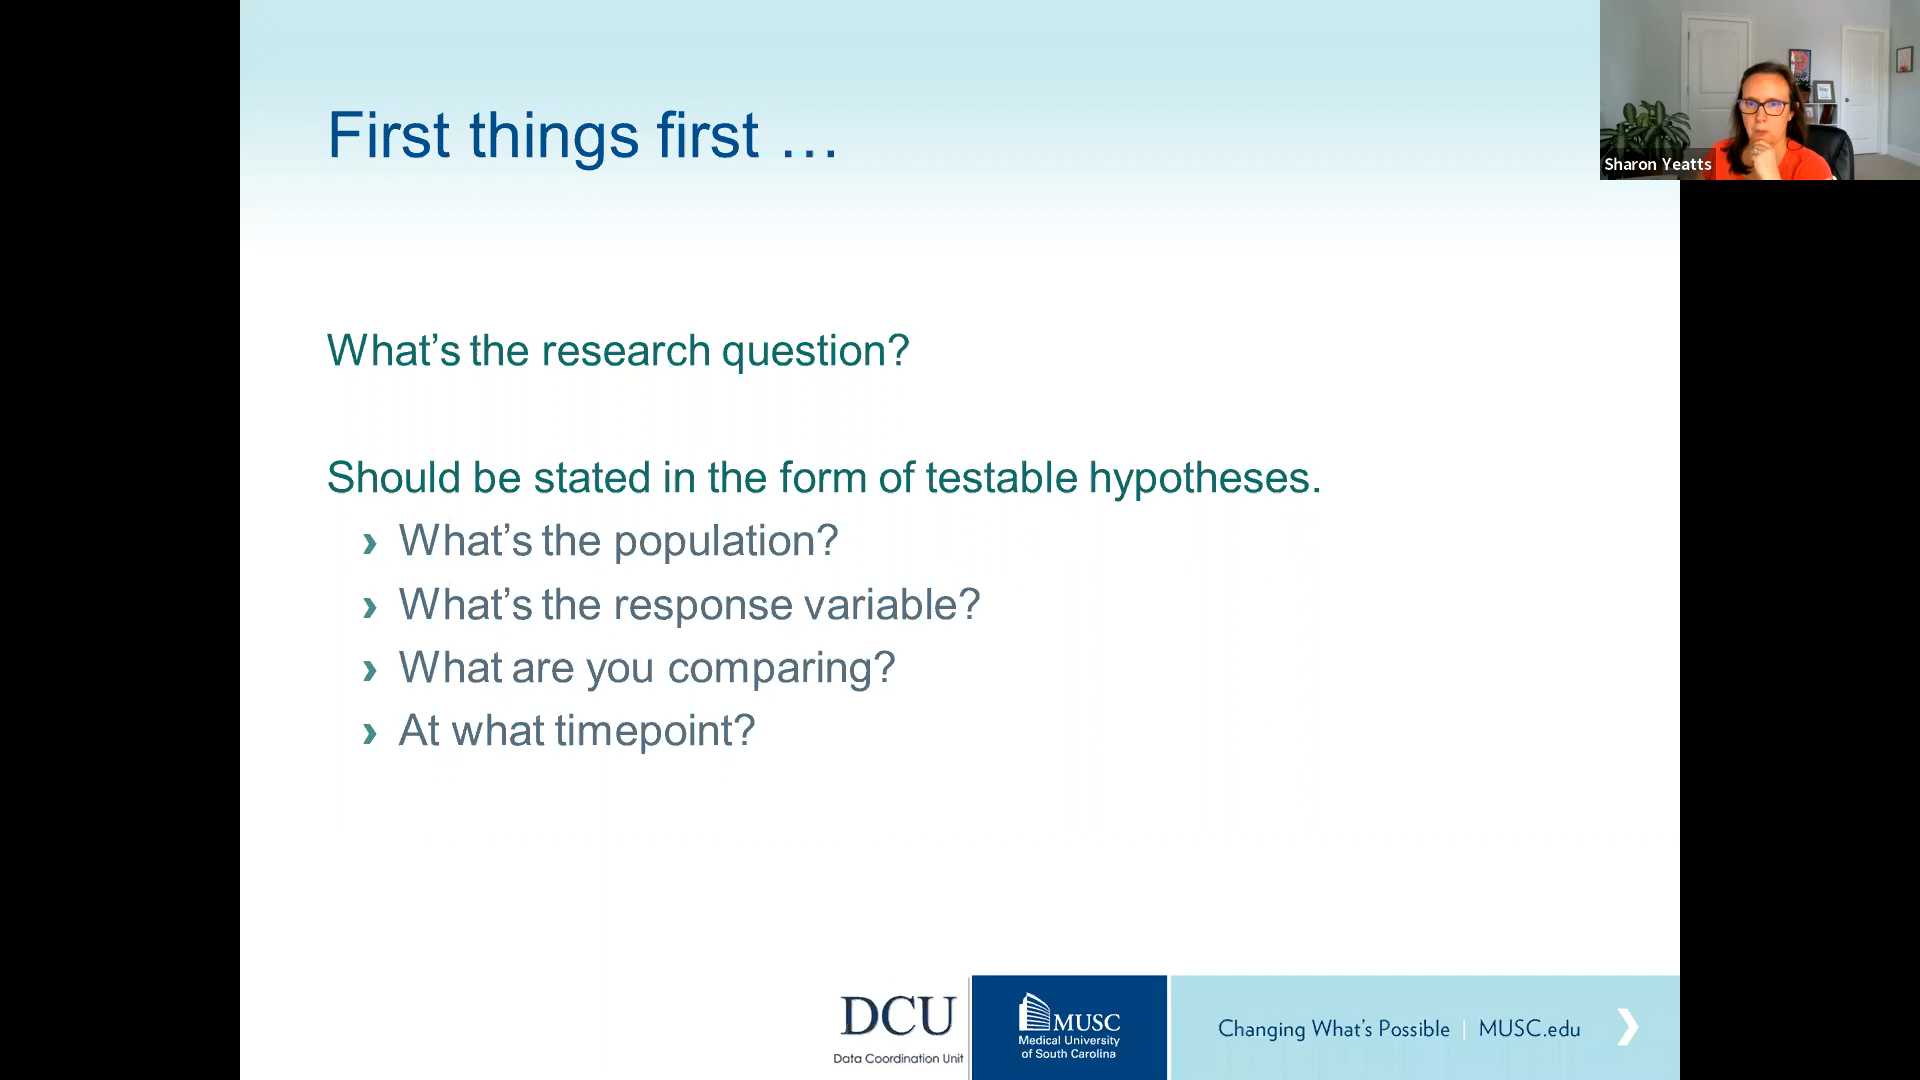 First things first …
Sharon Yeatts
What’s the research question?
Should be stated in the form of testable hypotheses.
› What’s the population?
› What’s the response variable?
› What are you comparing?
› At what timepoint?
DCU
Data Coordination Unit
MUSC
Medical University
of South Carolina
Changing What’s Possible | MUSC.edu